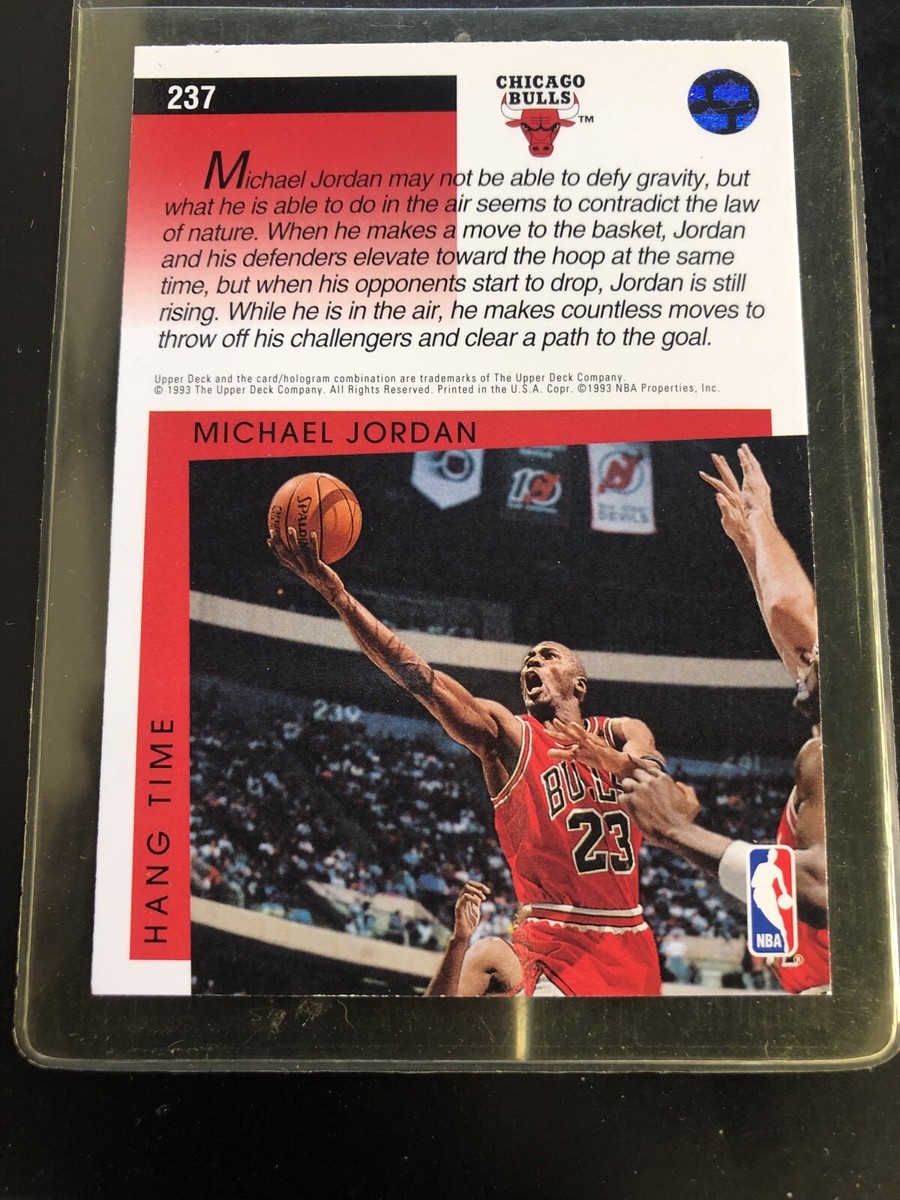 237
CHICAGO
BULLS
TM
Michael Jordan may not be able to defy gravity, but
what he is able to do in the air seems to contradict the law
of nature. When he makes a move to the basket, Jordan
and his defenders elevate toward the hoop at the same
time, but when his opponents start to drop, Jordan is still
rising. While he is in the air, he makes countless moves to
throw off his challengers and clear a path to the goal.
Upper Deck and the card/hologram combination are trademarks of The Upper Deck Company.
© 1993 The Upper Deck Company. All Rights Reserved. Printed in the U.S.A. Copr. ©1993 NBA Properties, Inc.
MICHAEL JORDAN
HANG TIME
10
DEVILS
SPALDING
239
241
BULLS
23
NBA
®